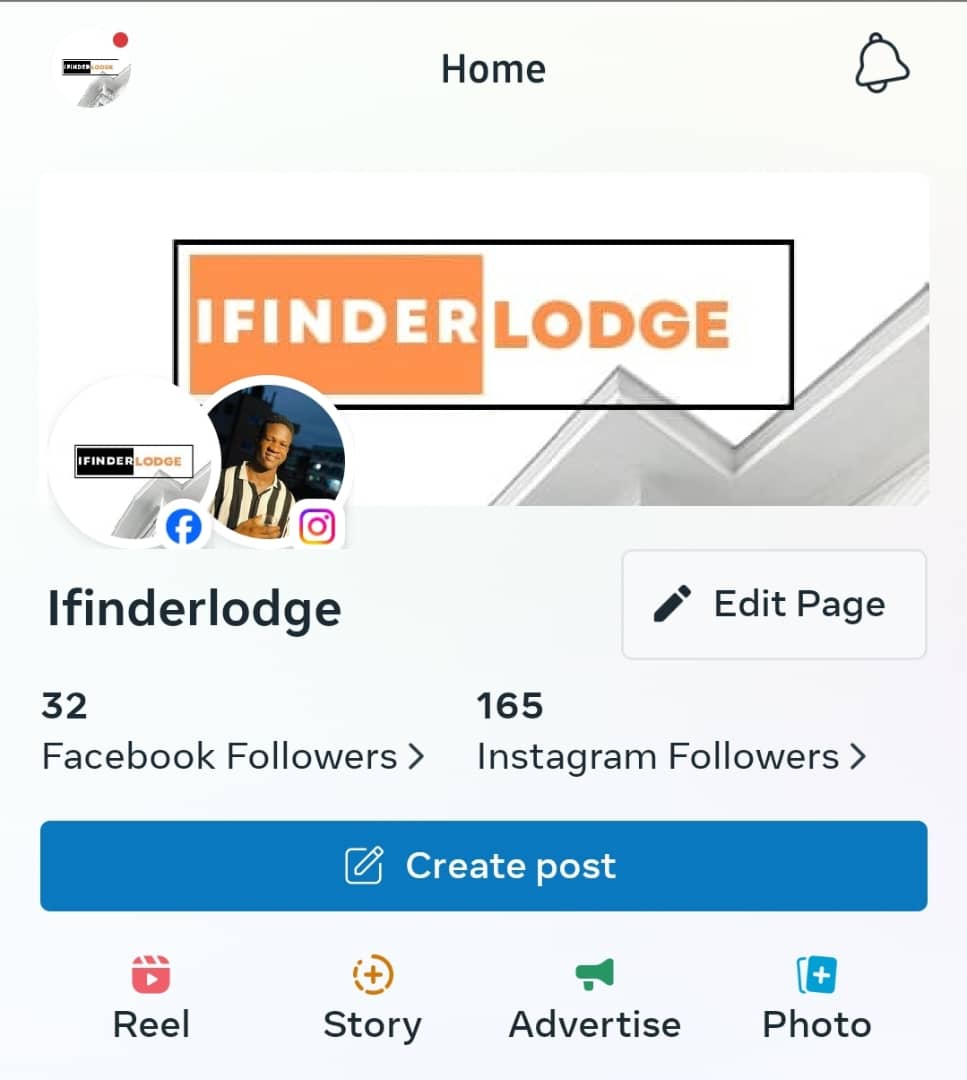 IFINDERLODGE
Home
IFINDERLODGE
IFINDERLODGE
Ifinderlodge
Edit Page
32
165
Facebook Followers
Instagram Followers
Create post
Reel
Story
Advertise
Photo